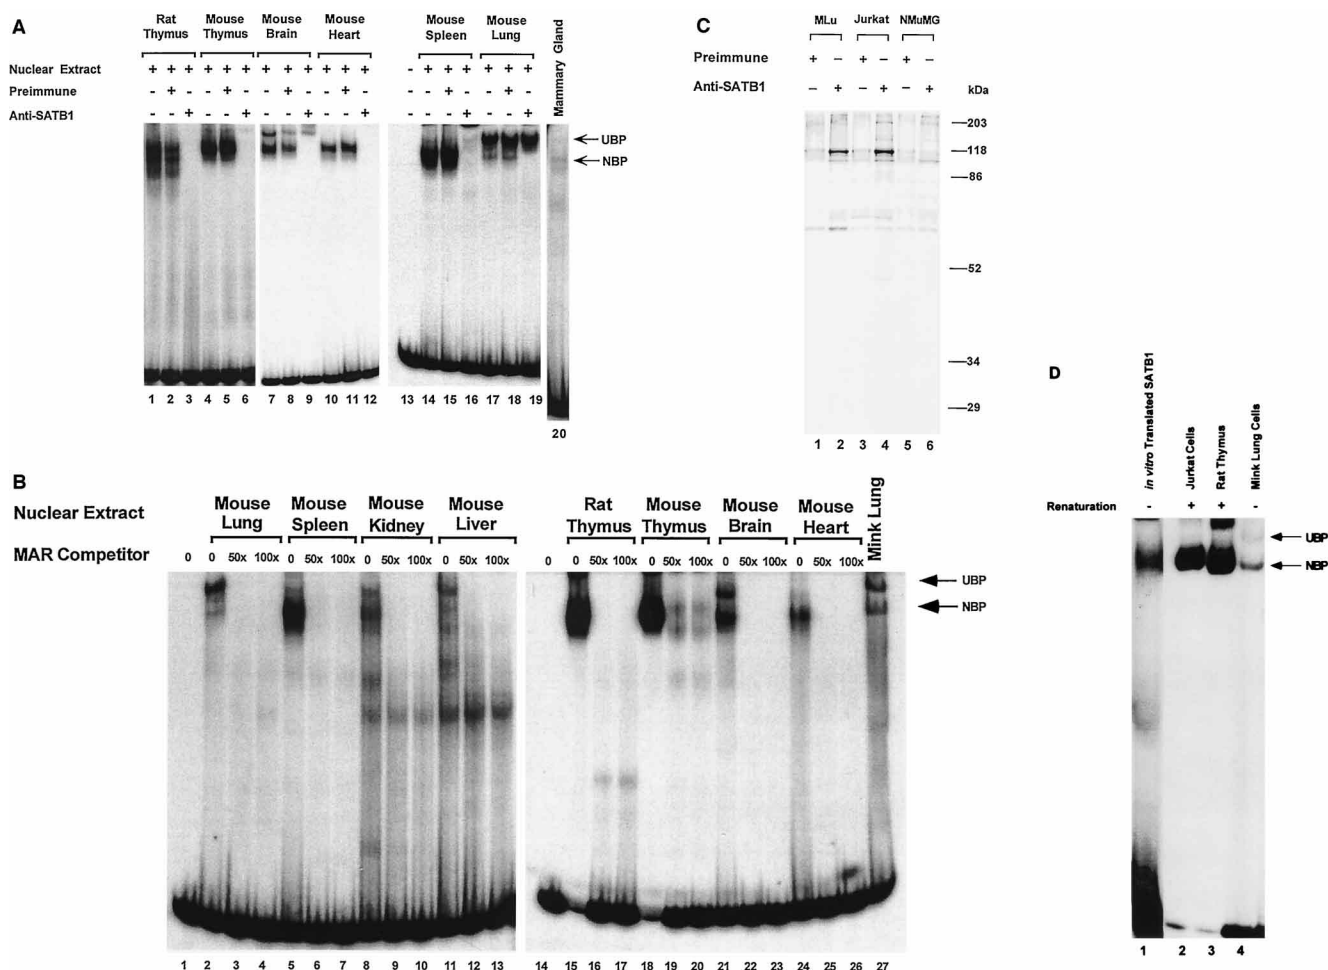 A
Rat Thymus
Mouse Thymus
Mouse Brain
Mouse Heart
Mouse Spleen
Mouse Lung
Mammary Gland
Nuclear Extract + + + + + + + + + + + + - + + + + + +
Preimmune - + - + - + - + - + - +
Anti-SATB1 - - + - - + - - + - - + - - - + - - +
UBP
NBP
1 2 3 4 5 6 7 8 9 10 11 12 13 14 15 16 17 18 19
20
B
Nuclear Extract
Mouse Lung
Mouse Spleen
Mouse Kidney
Mouse Liver
Rat Thymus
Mouse Thymus
Mouse Brain
Mouse Heart
Mink Lung
MAR Competitor 0 0 50x 100x 0 50x 100x 0 50x 100x 0 50x 100x 0 0 50x 100x 0 50x 100x 0 50x 100x 0 50x 100x
UBP
NBP
1 2 3 4 5 6 7 8 9 10 11 12 13 14 15 16 17 18 19 20 21 22 23 24 25 26 27
C
MLu Jurkat NMuMG
Preimmune + - + - + -
Anti-SATB1 - + - + - + kDa
203
118
86
52
34
29
1 2 3 4 5 6
D
in vitro Translated SATB1
Jurkat Cells
Rat Thymus
Mink Lung Cells
Renaturation - + + -
UBP
NBP
1 2 3 4